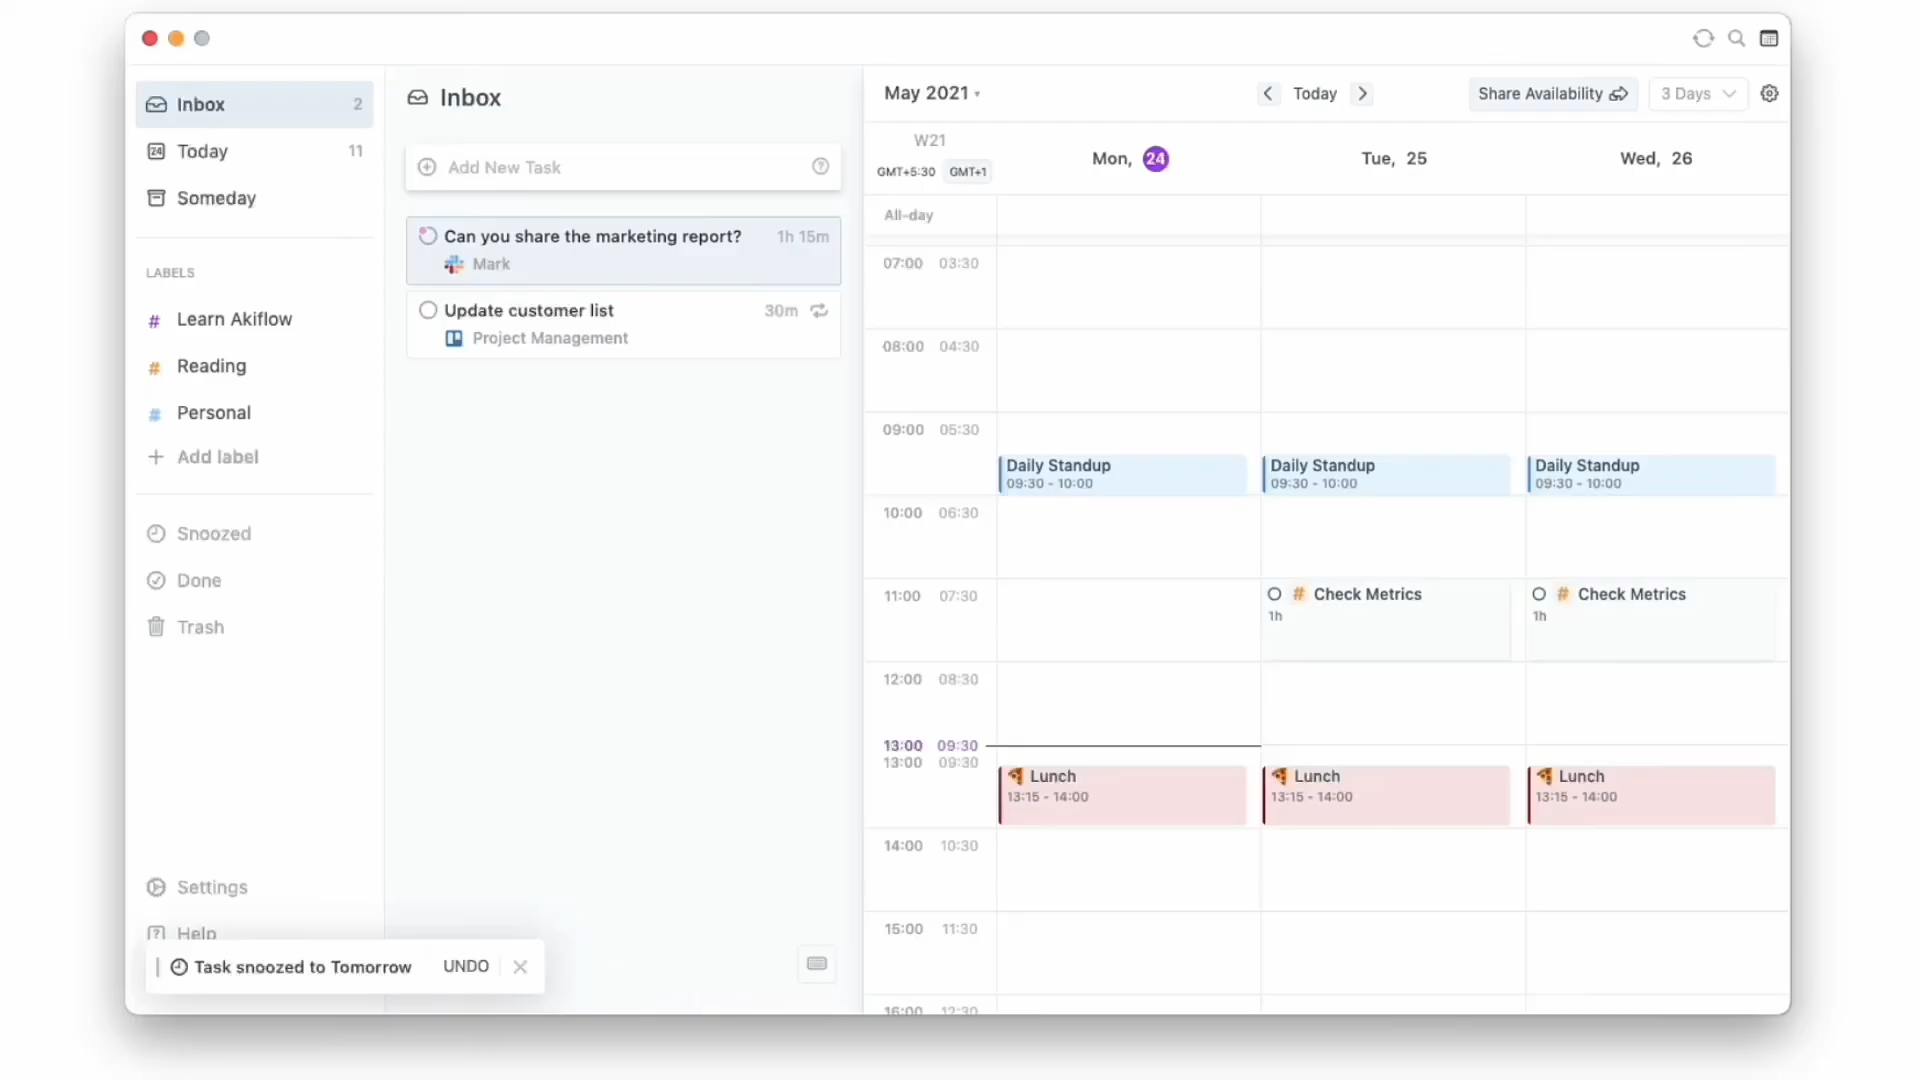 Inbox 2
Today 11
Someday
LABELS
# Learn Akiflow
# Reading
# Personal
+ Add label
Snoozed
Done
Trash
Settings
Help
Task snoozed to Tomorrow UNDO
Inbox
Add New Task
Can you share the marketing report? 1h 15m
Mark
Update customer list 30m
Project Management
May 2021
Today
Share Availability
3 Days
W21
GMT+5:30 GMT+1
Mon, 24
Tue, 25
Wed, 26
All-day
07:00 03:30
08:00 04:30
09:00 05:30
Daily Standup
09:30 - 10:00
Daily Standup
09:30 - 10:00
Daily Standup
09:30 - 10:00
10:00 06:30
11:00 07:30
# Check Metrics
1h
# Check Metrics
1h
12:00 08:30
13:00 09:30
13:00 09:30
Lunch
13:15 - 14:00
Lunch
13:15 - 14:00
Lunch
13:15 - 14:00
14:00 10:30
15:00 11:30
16:00 12:30